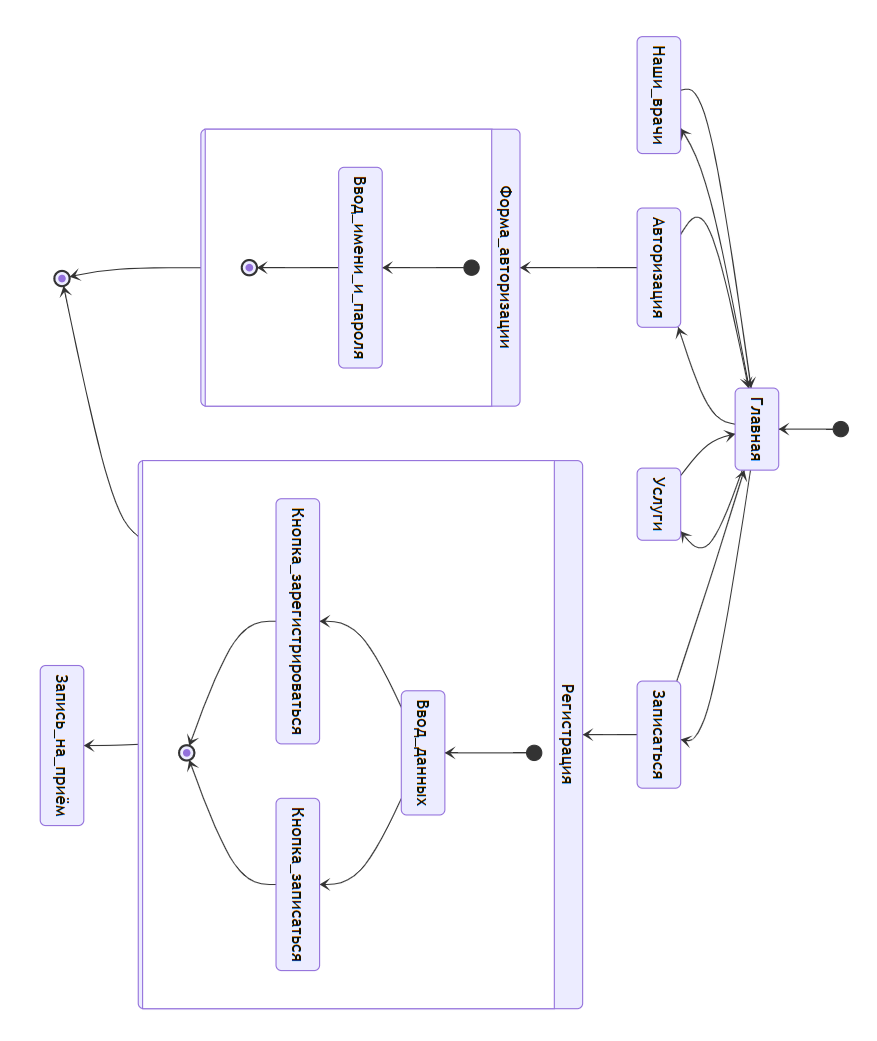 Главная
Наши_врачи
Авторизация
Услуги
Записаться
Форма_авторизации
Ввод_имени_и_пароля
Регистрация
Ввод_данных
Кнопка_зарегистрироваться
Кнопка_записаться
Запись_на_приём